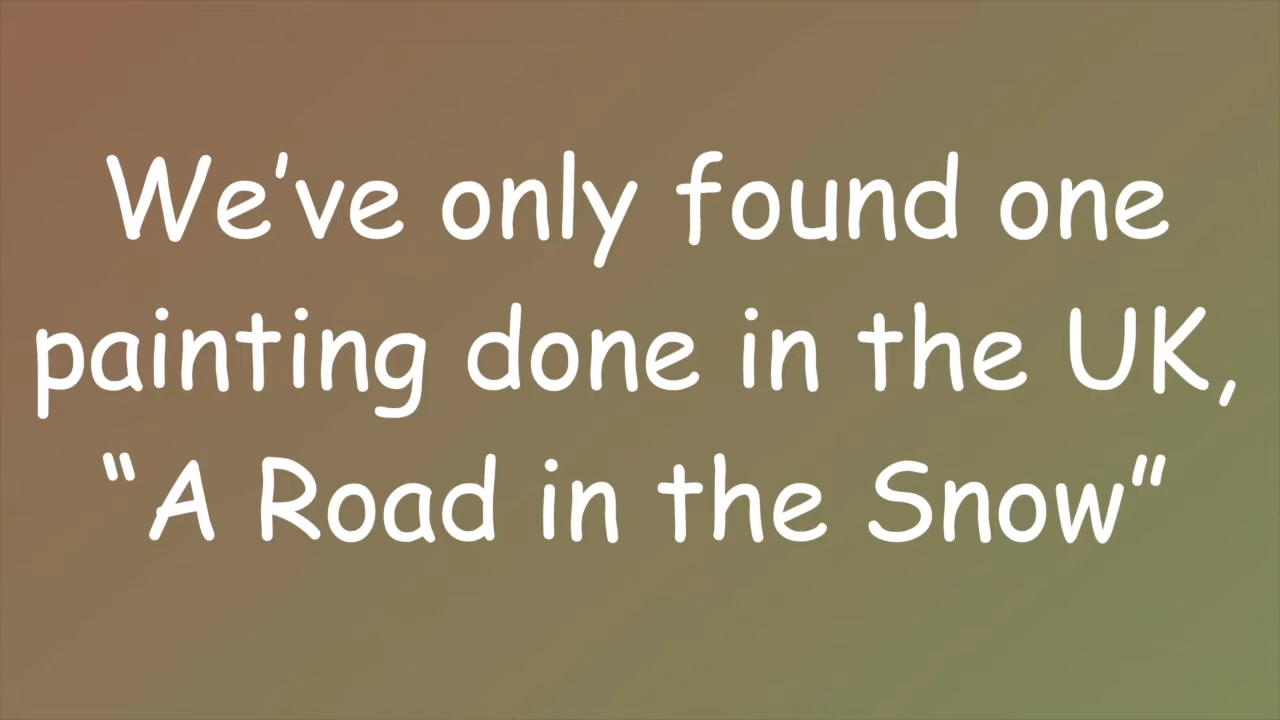 We’ve only found one
painting done in the UK,
“A Road in the Snow”